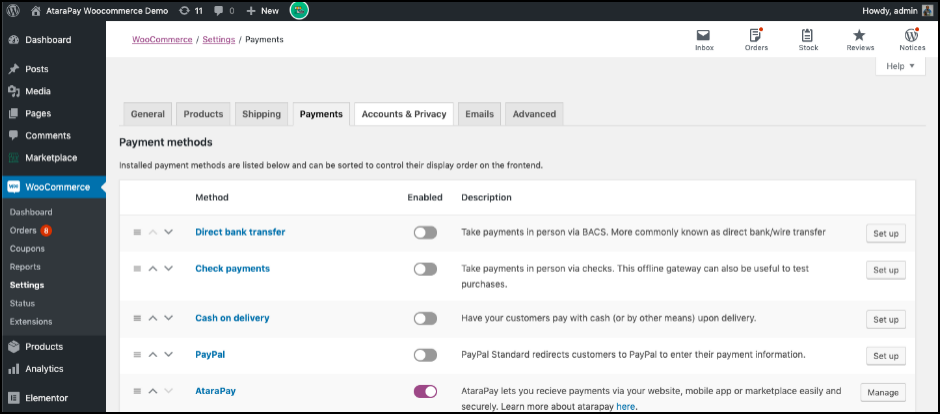 AtaraPay Woocommerce Demo 11 0 New Howdy, admin
Dashboard
Posts
Media
Pages
Comments
Marketplace
WooCommerce
Dashboard
Orders 8
Coupons
Reports
Settings
Status
Extensions
Products
Analytics
Elementor
WooCommerce / Settings / Payments
Inbox Orders Stock Reviews Notices
Help
General Products Shipping Payments Accounts & Privacy Emails Advanced
Payment methods
Installed payment methods are listed below and can be sorted to control their display order on the frontend.
Method Enabled Description
Direct bank transfer Take payments in person via BACS. More commonly known as direct bank/wire transfer Set up
Check payments Take payments in person via checks. This offline gateway can also be useful to test Set up
purchases.
Cash on delivery Have your customers pay with cash (or by other means) upon delivery. Set up
PayPal PayPal Standard redirects customers to PayPal to enter their payment information. Set up
AtaraPay AtaraPay lets you recieve payments via your website, mobile app or marketplace easily and Manage
securely. Learn more about atarapay here.